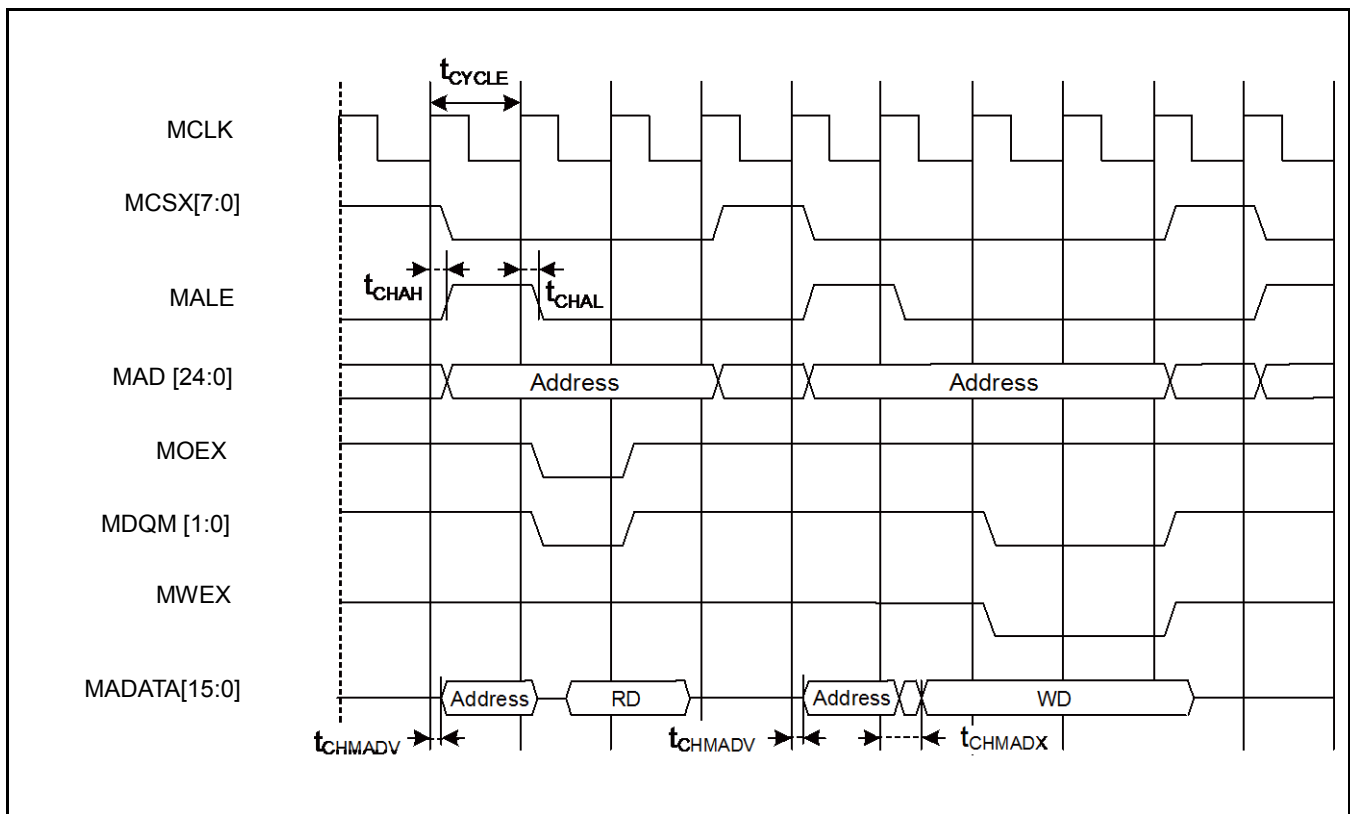 tCYCLE
MCLK
MCSX[7:0]
tCHAH
tCHAL
MALE
MAD [24:0]
Address
Address
MOEX
MDQM [1:0]
MWEX
MADATA[15:0]
Address
RD
Address
WD
tCHMADV
tCHMADV
tCHMADX